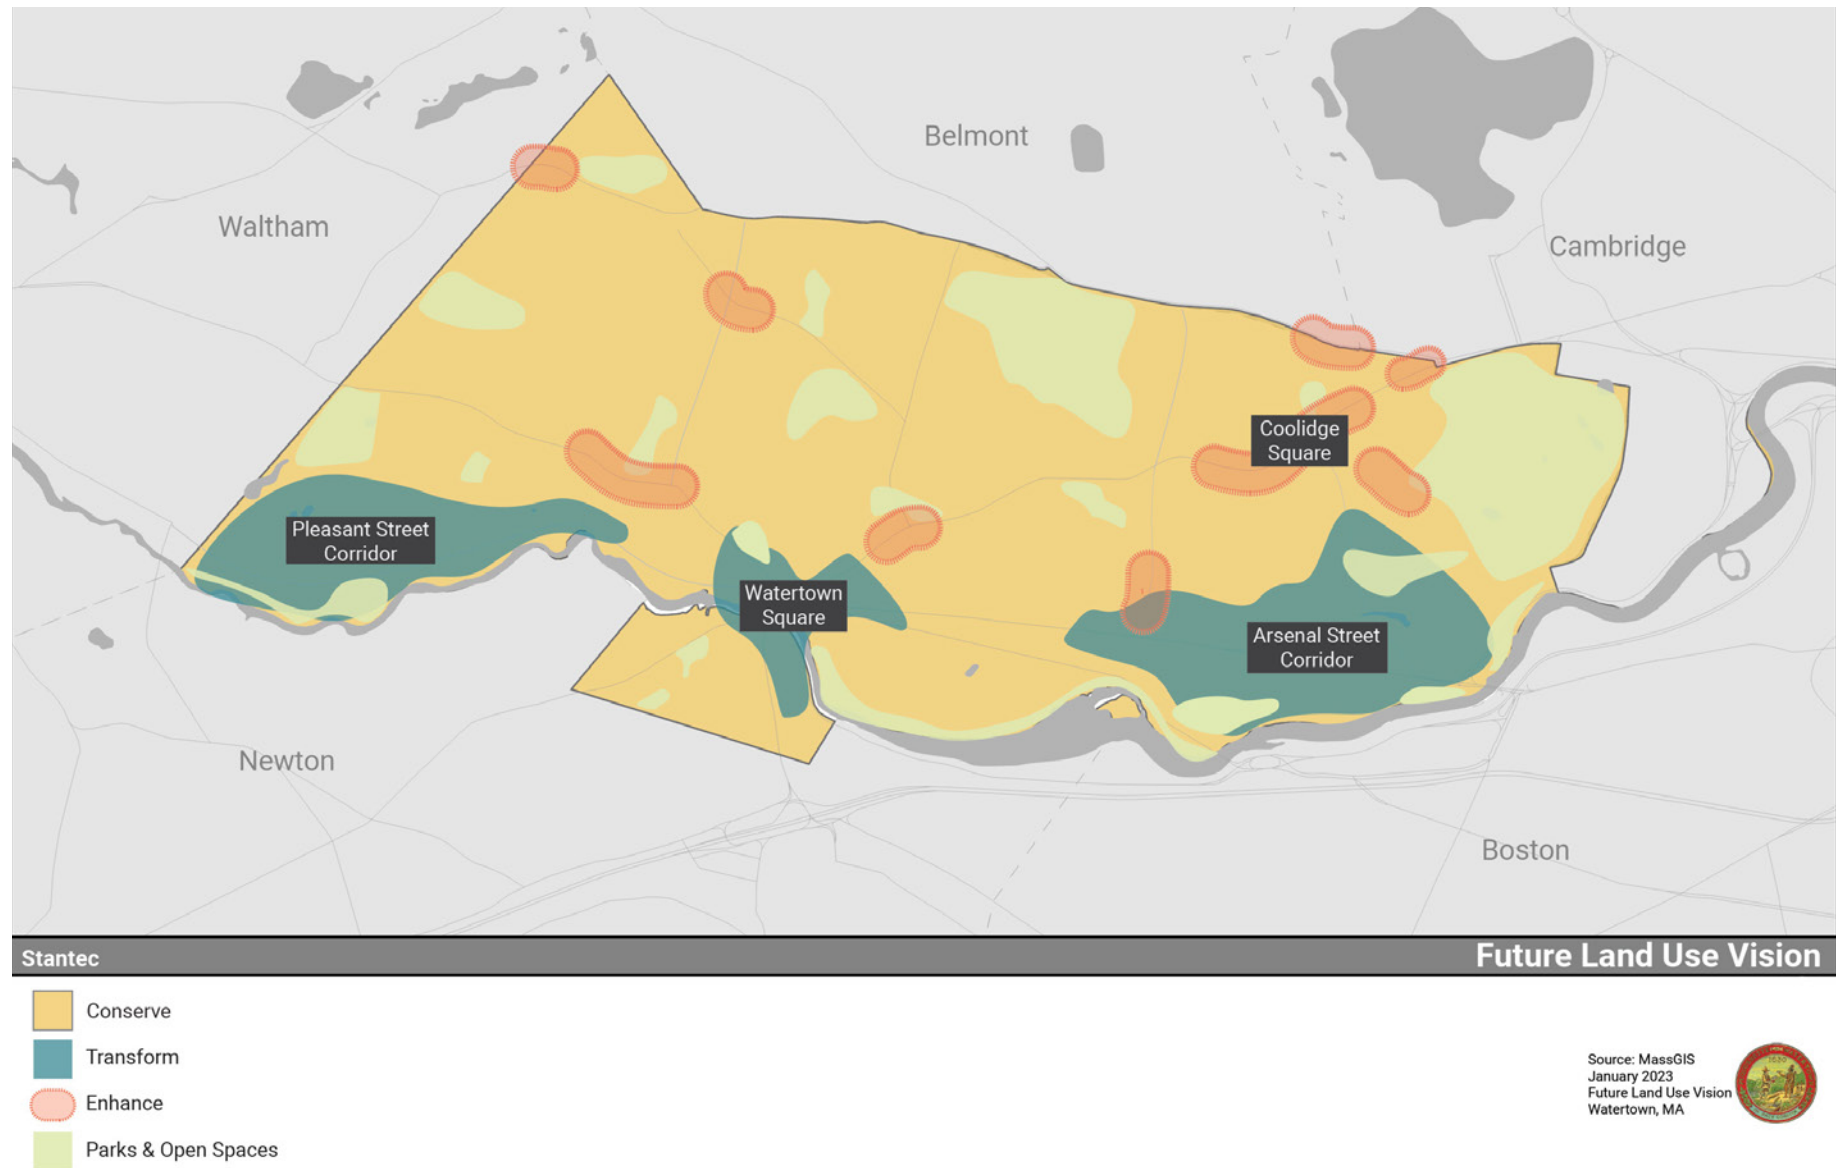 Belmont
Waltham
Cambridge
Coolidge
Square
Pleasant Street
Corridor
Watertown
Square
Arsenal Street
Corridor
Newton
Boston
Stantec
Future Land Use Vision
Conserve
Transform
Enhance
Parks & Open Spaces
Source: MassGIS
January 2023
Future Land Use Vision
Watertown, MA
1630